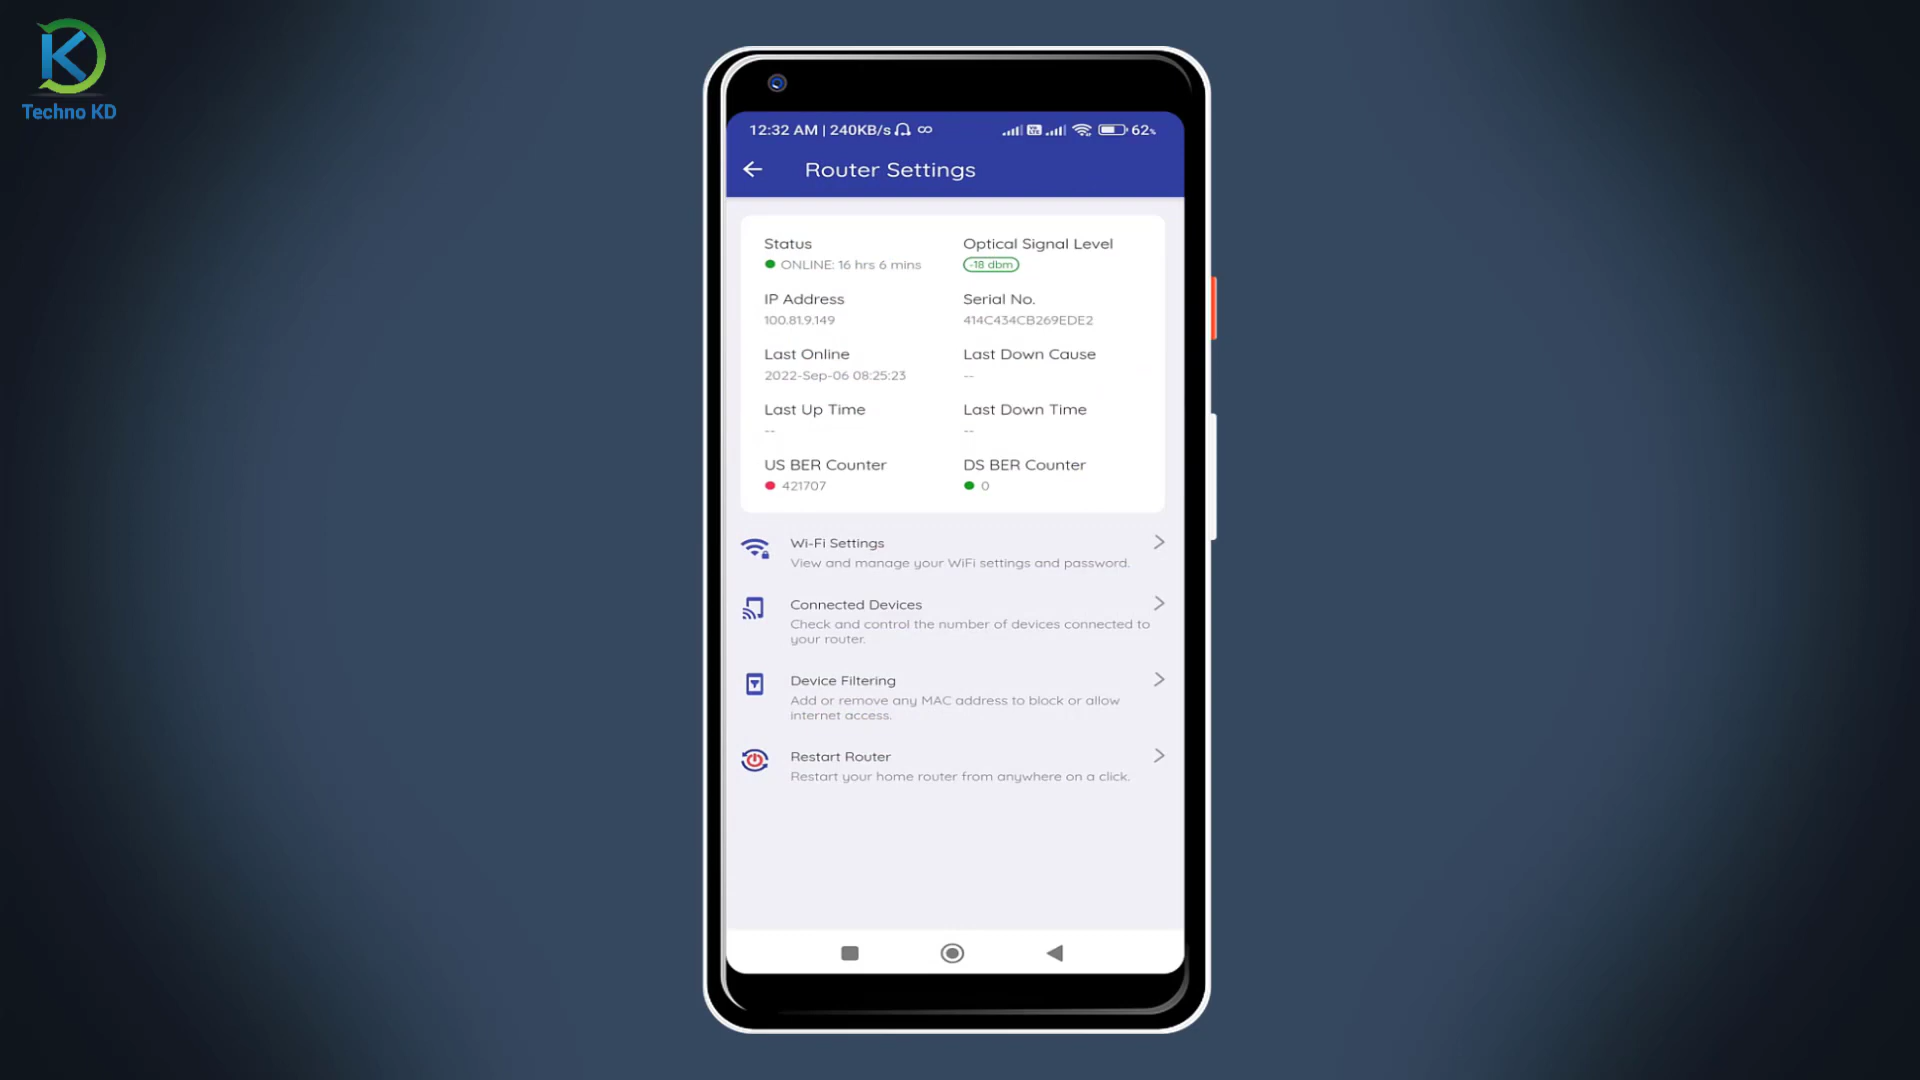 Techno KD
12:32 AM | 240KB/s
62%
Router Settings
Status
ONLINE: 16 hrs 6 mins
Optical Signal Level
-18 dbm
IP Address
100.81.9.149
Serial No.
414C434CB269EDE2
Last Online
2022-Sep-06 08:25:23
Last Down Cause
--
Last Up Time
--
Last Down Time
--
US BER Counter
421707
DS BER Counter
0
Wi-Fi Settings
View and manage your WiFi settings and password.
Connected Devices
Check and control the number of devices connected to
your router.
Device Filtering
Add or remove any MAC address to block or allow
internet access.
Restart Router
Restart your home router from anywhere on a click.